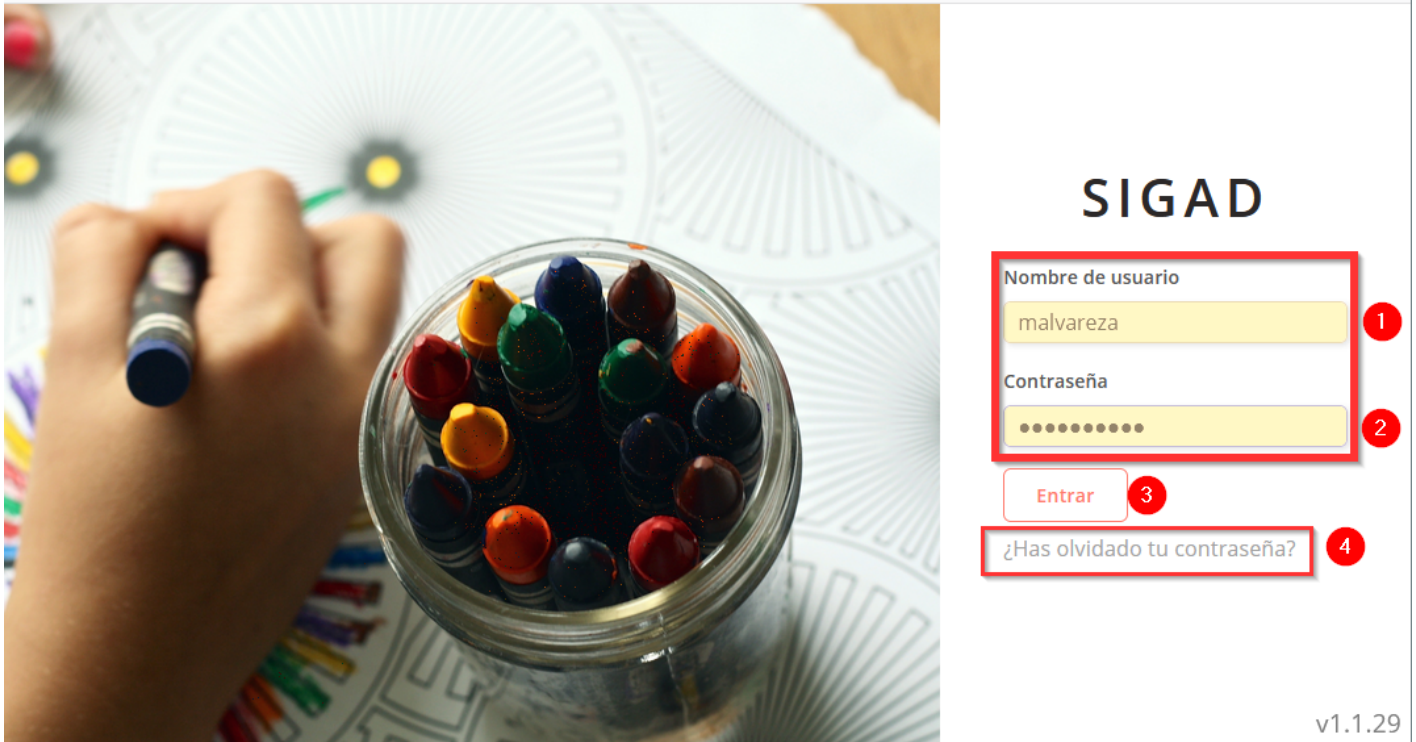 SIGAD
Nombre de usuario
malvareza
1
Contraseña
••••••••••
2
Entrar
3
¿Has olvidado tu contraseña?
4
v1.1.29